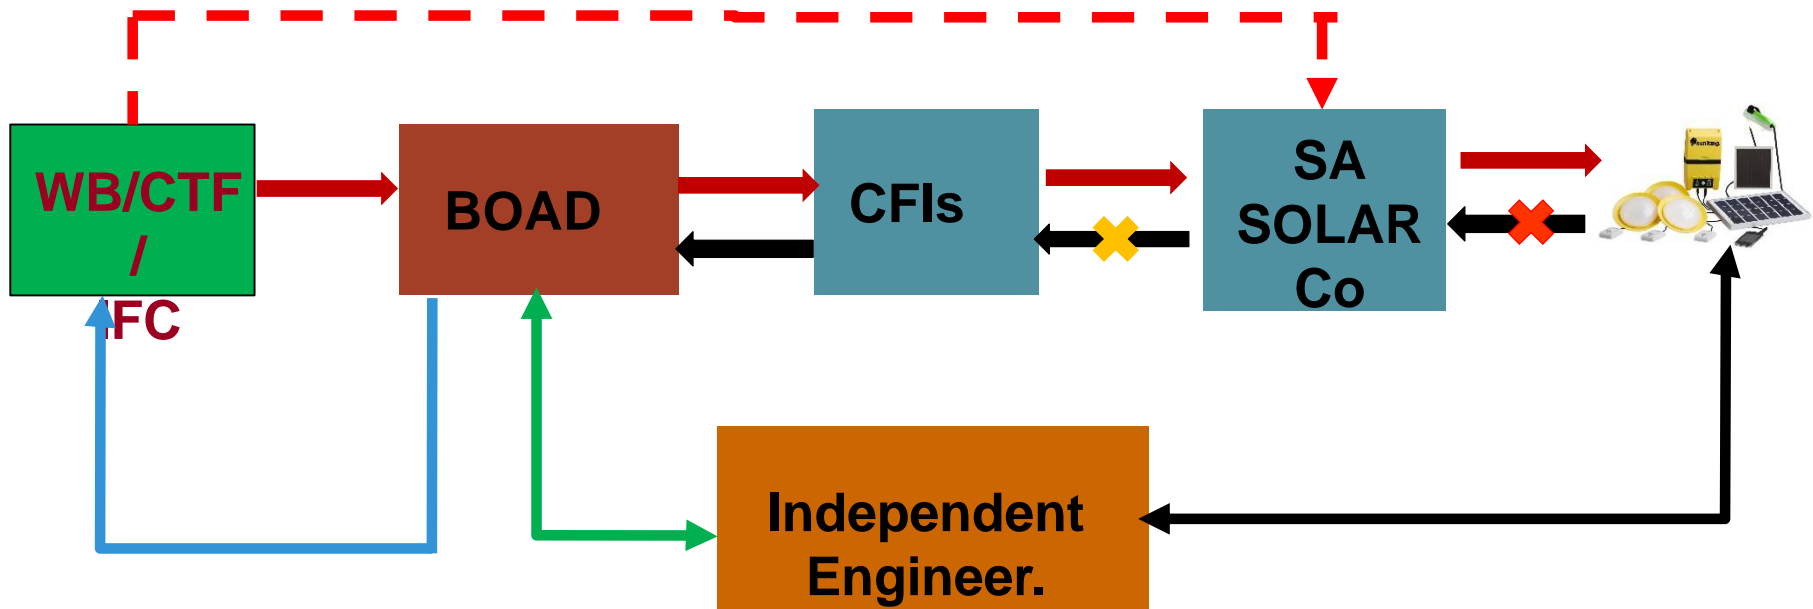 WB/CTF
/
IFC
BOAD
CFIs
SA
SOLAR
Co
Independent
Engineer.